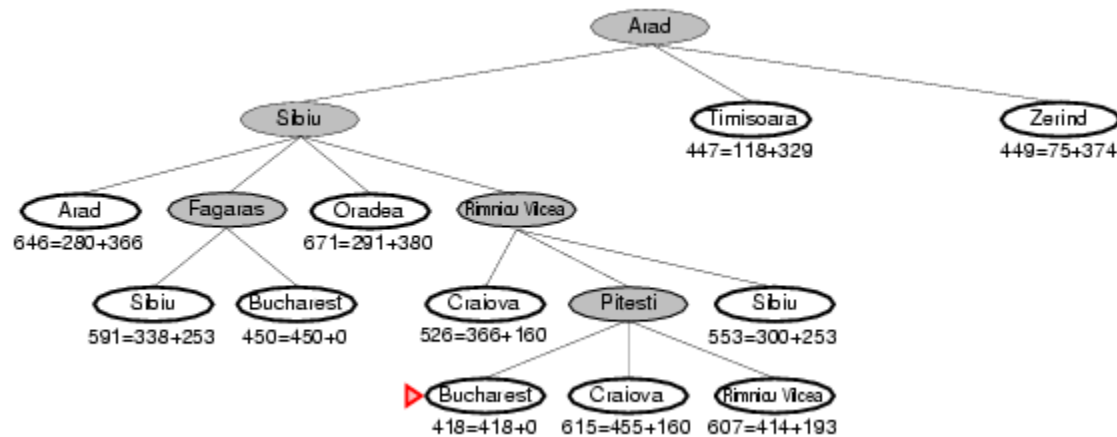 Arad
Sibiu
Timisoara
Zerind
447=118+329
449=75+374
Arad
Fagaras
Oradea
Rimnicu Vilcea
646=280+366
671=291+380
Sibiu
Bucharest
Craiova
Pitesti
Sibiu
591=338+253
450=450+0
526=366+160
553=300+253
Bucharest
Craiova
Rimnicu Vilcea
418=418+0
615=455+160
607=414+193